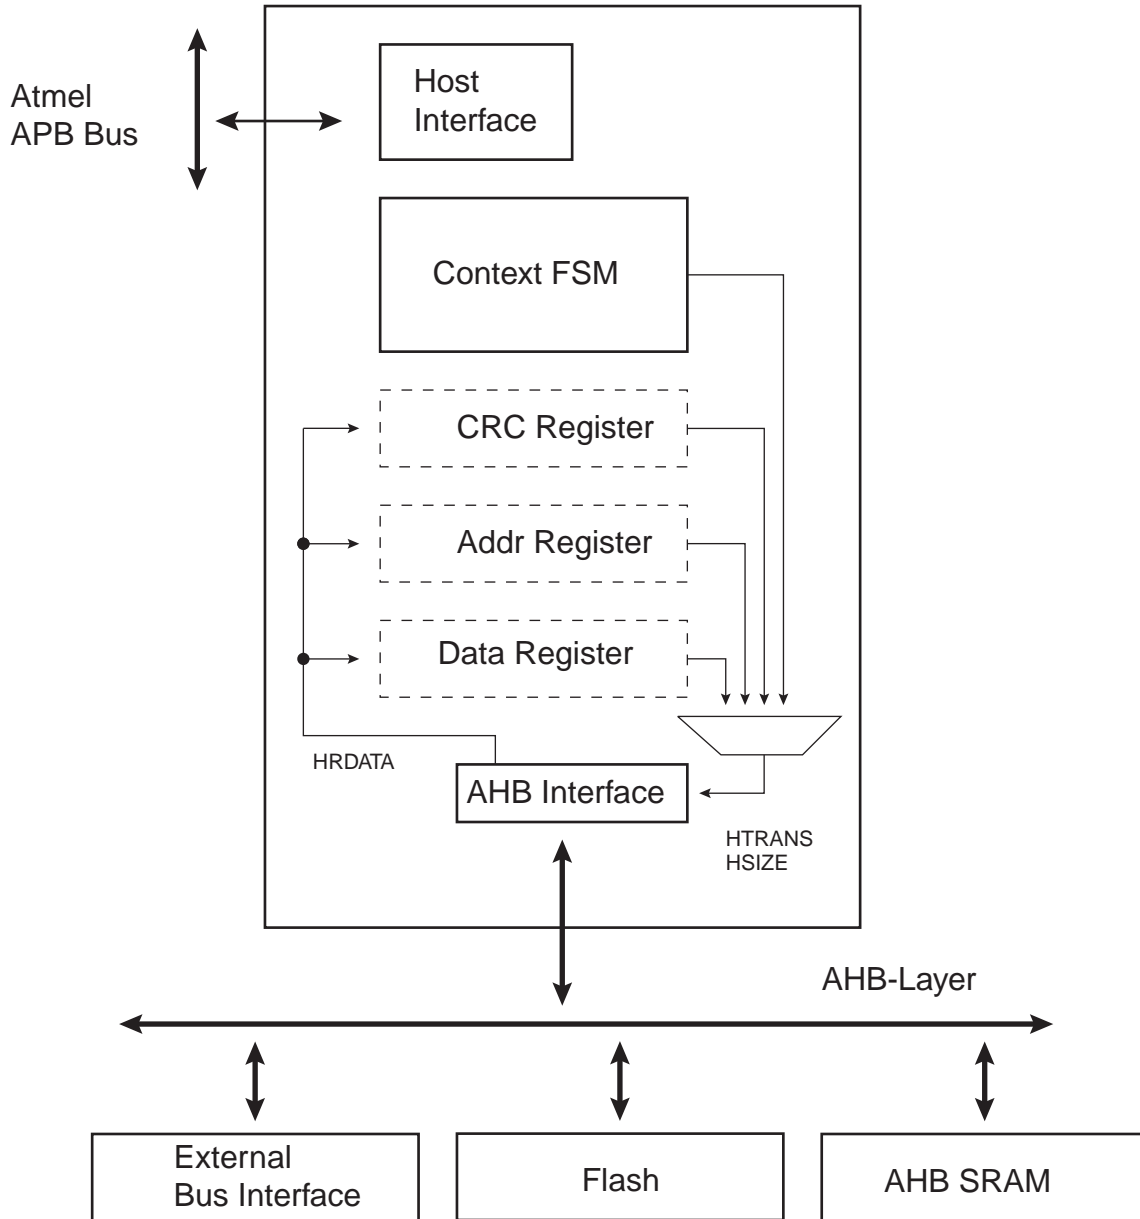 Atmel
APB Bus
Host
Interface
Context FSM
CRC Register
Addr Register
Data Register
HRDATA
AHB Interface
HTRANS
HSIZE
AHB-Layer
External
Bus Interface
Flash
AHB SRAM